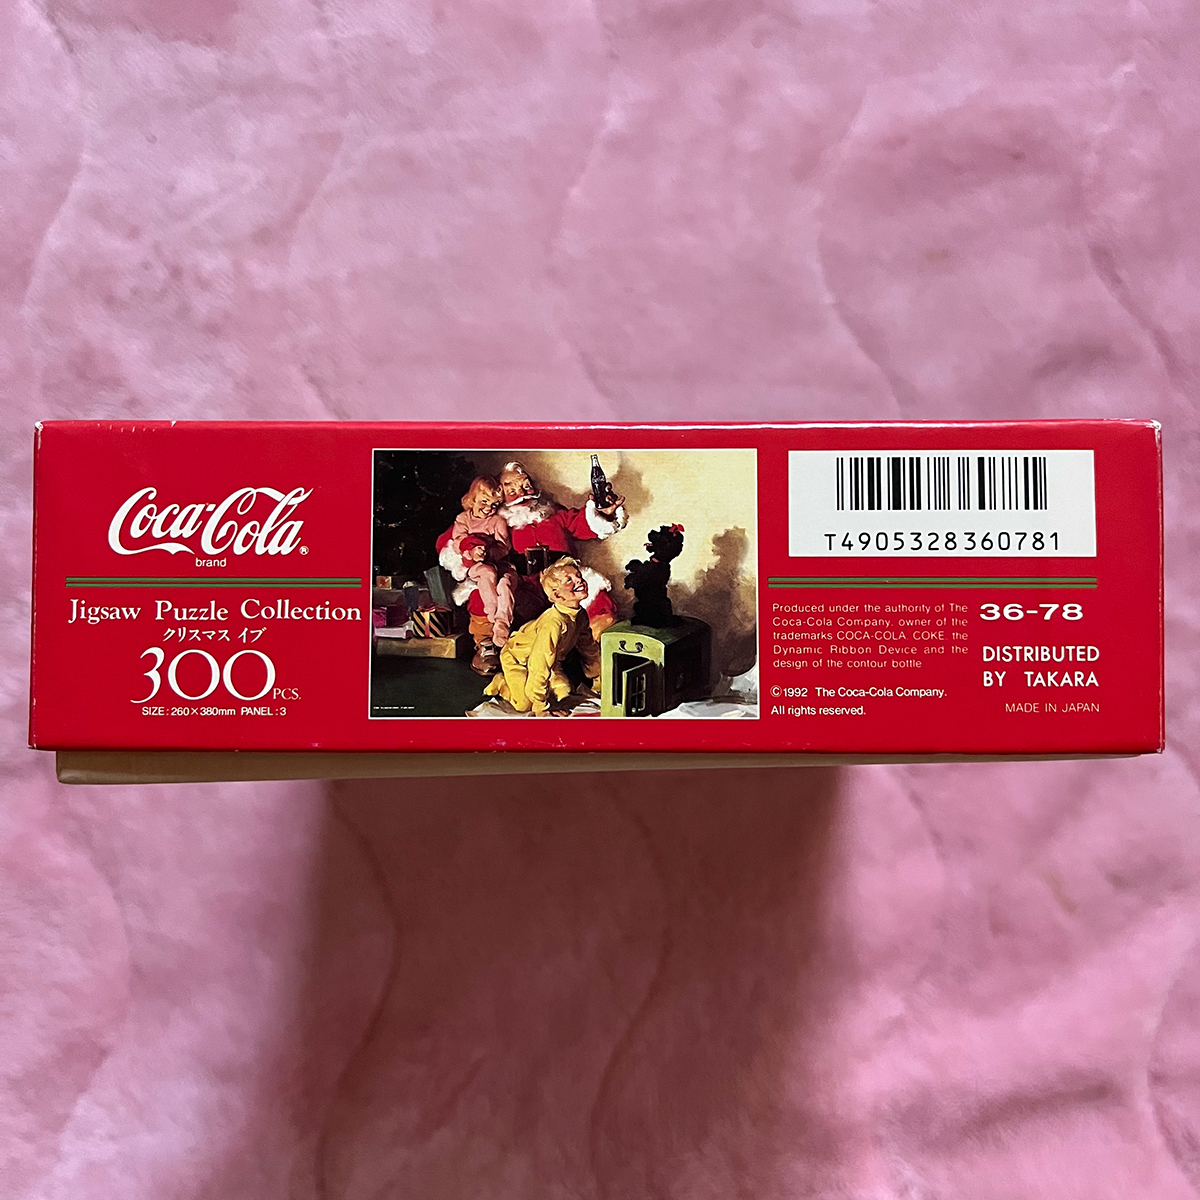 Coca-Cola®
brand
Jigsaw Puzzle Collection
クリスマス イブ
300PCS.
SIZE:260×380mm PANEL:3
T4905328360781
Produced under the authority of The
Coca-Cola Company, owner of the
trademarks COCA-COLA, COKE, the
Dynamic Ribbon Device and the
design of the contour bottle
©1992 The Coca-Cola Company.
All rights reserved.
36-78
DISTRIBUTED
BY TAKARA
MADE IN JAPAN